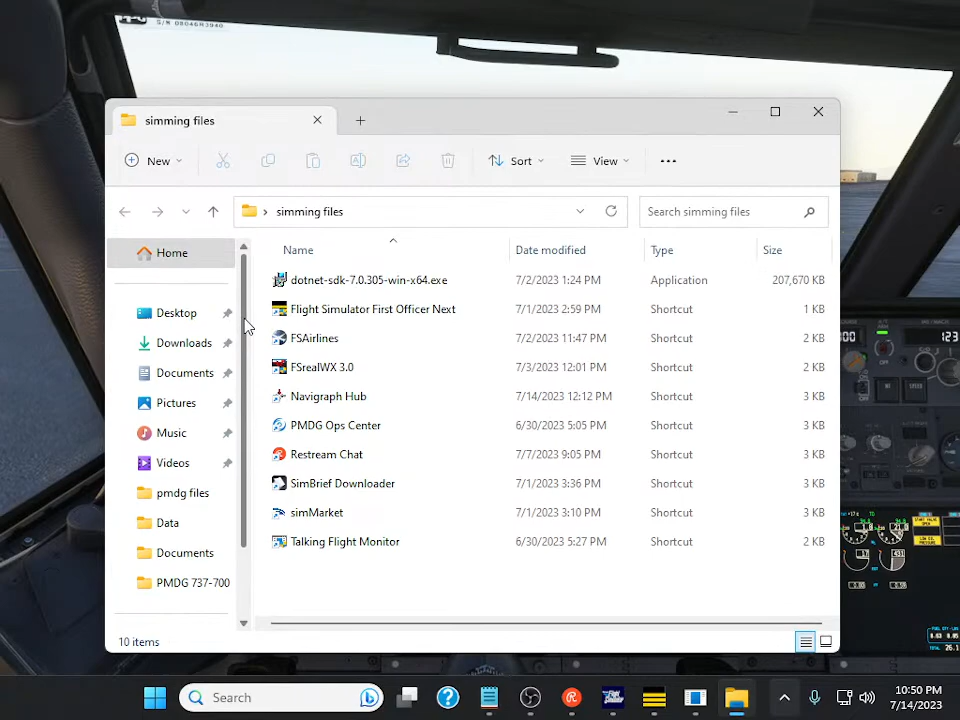 S/N 08046R3940
simming files
New
Sort
View
simming files
Search simming files
Home
Desktop
Downloads
Documents
Pictures
Music
Videos
pmdg files
Data
Documents
PMDG 737-700
Name Date modified Type Size
dotnet-sdk-7.0.305-win-x64.exe 7/2/2023 1:24 PM Application 207,670 KB
Flight Simulator First Officer Next 7/1/2023 2:59 PM Shortcut 1 KB
FSAirlines 7/2/2023 11:47 PM Shortcut 2 KB
FSrealWX 3.0 7/3/2023 12:01 PM Shortcut 2 KB
Navigraph Hub 7/14/2023 12:12 PM Shortcut 3 KB
PMDG Ops Center 6/30/2023 5:05 PM Shortcut 3 KB
Restream Chat 7/7/2023 9:05 PM Shortcut 3 KB
SimBrief Downloader 7/1/2023 3:36 PM Shortcut 3 KB
simMarket 7/1/2023 3:10 PM Shortcut 3 KB
Talking Flight Monitor 6/30/2023 5:27 PM Shortcut 2 KB
10 items
Search
10:50 PM
7/14/2023